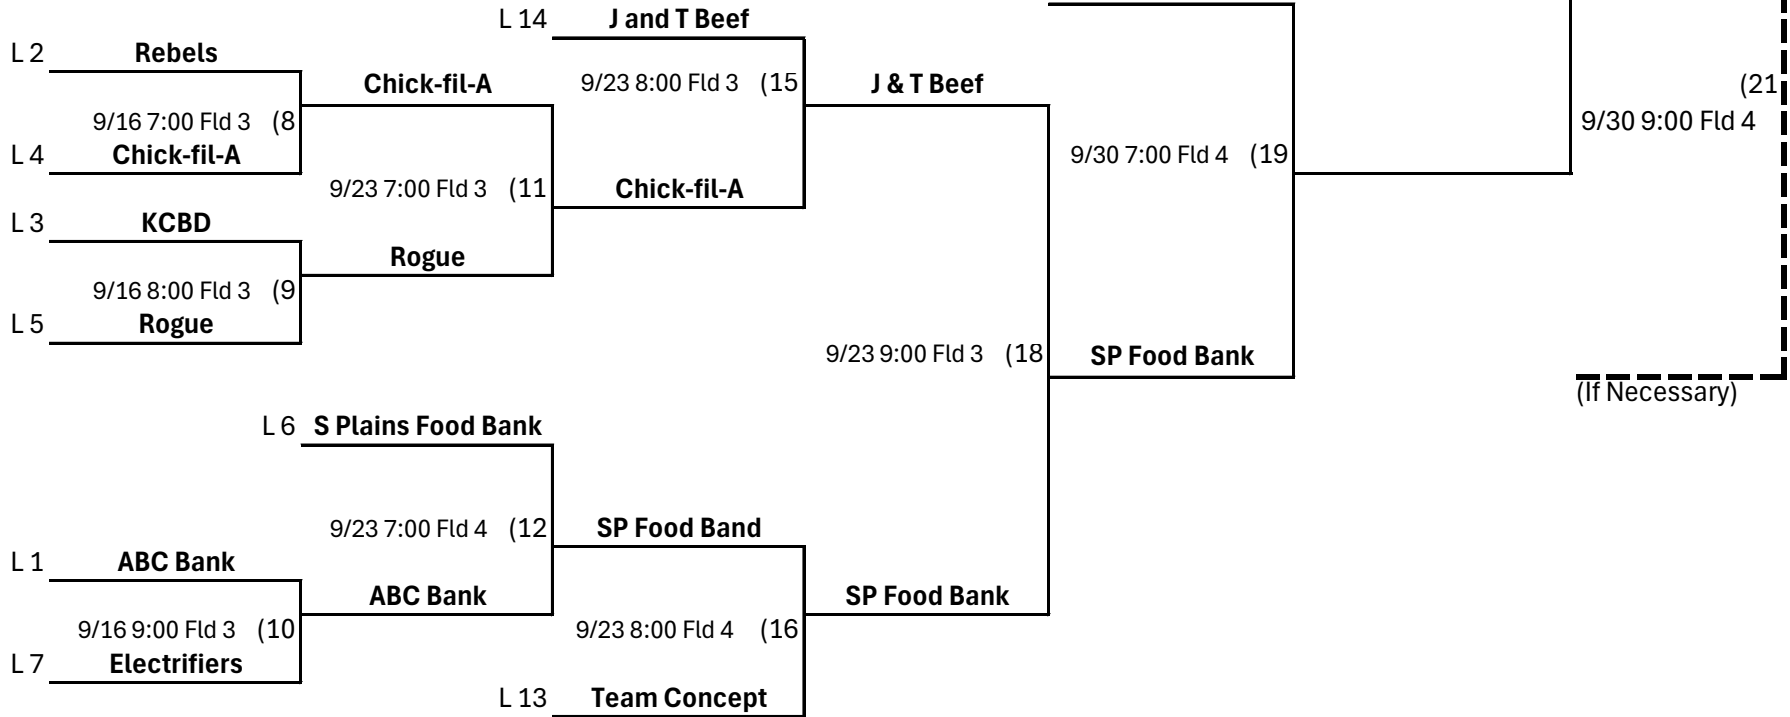 L 14 J and T Beef
L 2 Rebels
Chick-fil-A
9/23 8:00 Fld 3 (15
J & T Beef
(21
9/16 7:00 Fld 3 (8
9/30 9:00 Fld 4
L 4 Chick-fil-A
9/30 7:00 Fld 4 (19
9/23 7:00 Fld 3 (11
Chick-fil-A
L 3 KCBD
Rogue
9/16 8:00 Fld 3 (9
L 5 Rogue
9/23 9:00 Fld 3 (18
SP Food Bank
(If Necessary)
L 6 S Plains Food Bank
9/23 7:00 Fld 4 (12
SP Food Band
L 1 ABC Bank
ABC Bank
SP Food Bank
9/16 9:00 Fld 3 (10
9/23 8:00 Fld 4 (16
L 7 Electrifiers
L 13 Team Concept